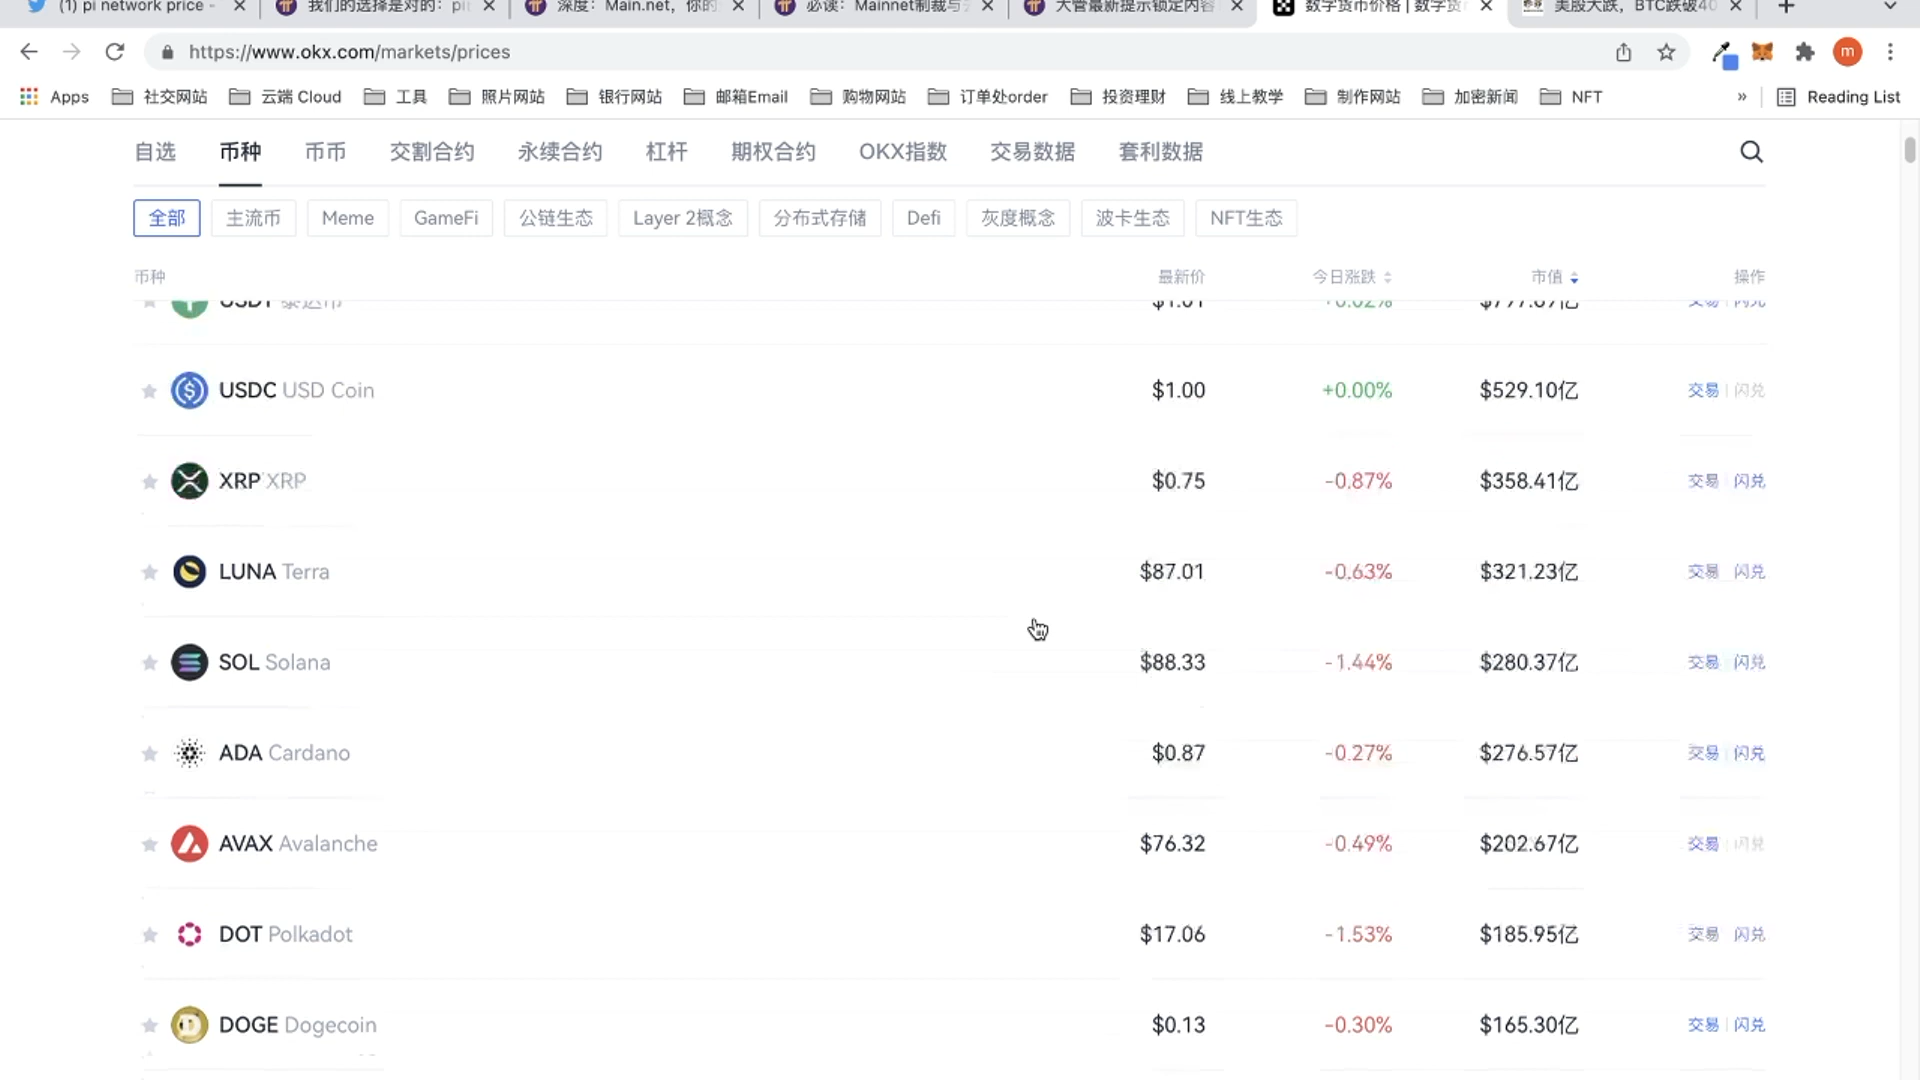 (1) pi network price -
我们的选择是对的：pi
深度：Main.net，你的
必读：Mainnet制裁与
大管最新提示锁定内容
数字货币价格 | 数字货
美股大跌，BTC跌破40
https://www.okx.com/markets/prices
m
Apps 社交网站 云端 Cloud 工具 照片网站 银行网站 邮箱Email 购物网站 订单处order 投资理财 线上教学 制作网站 加密新闻 NFT » Reading List
自选 币种 币币 交割合约 永续合约 杠杆 期权合约 OKX指数 交易数据 套利数据
全部 主流币 Meme GameFi 公链生态 Layer 2概念 分布式存储 Defi 灰度概念 波卡生态 NFT生态
币种 最新价 今日涨跌 市值 操作
USDT 泰达币 $1.01 +0.02% 交易 闪兑
USDC USD Coin $1.00 +0.00% $529.10亿 交易 闪兑
XRP XRP $0.75 -0.87% $358.41亿 交易 闪兑
LUNA Terra $87.01 -0.63% $321.23亿 交易 闪兑
SOL Solana $88.33 -1.44% $280.37亿 交易 闪兑
ADA Cardano $0.87 -0.27% $276.57亿 交易 闪兑
AVAX Avalanche $76.32 -0.49% $202.67亿 交易 闪兑
DOT Polkadot $17.06 -1.53% $185.95亿 交易 闪兑
DOGE Dogecoin $0.13 -0.30% $165.30亿 交易 闪兑